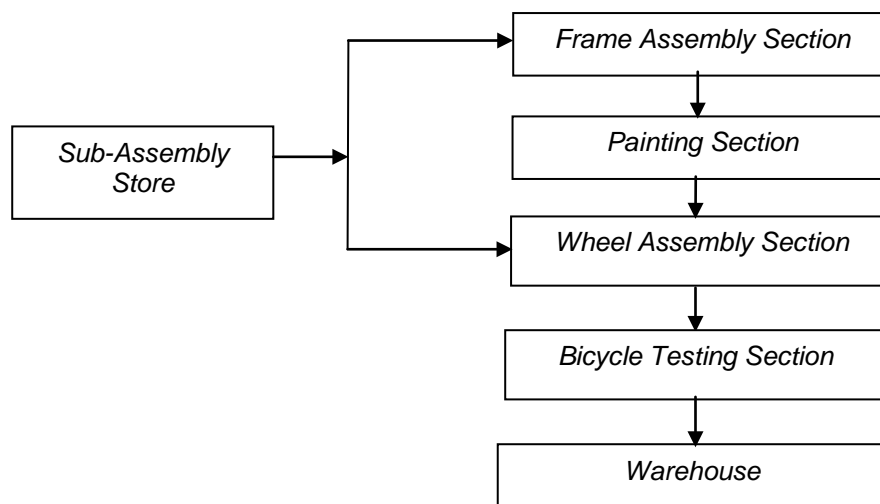 Frame Assembly Section
Painting Section
Sub-Assembly
Store
Wheel Assembly Section
Bicycle Testing Section
Warehouse